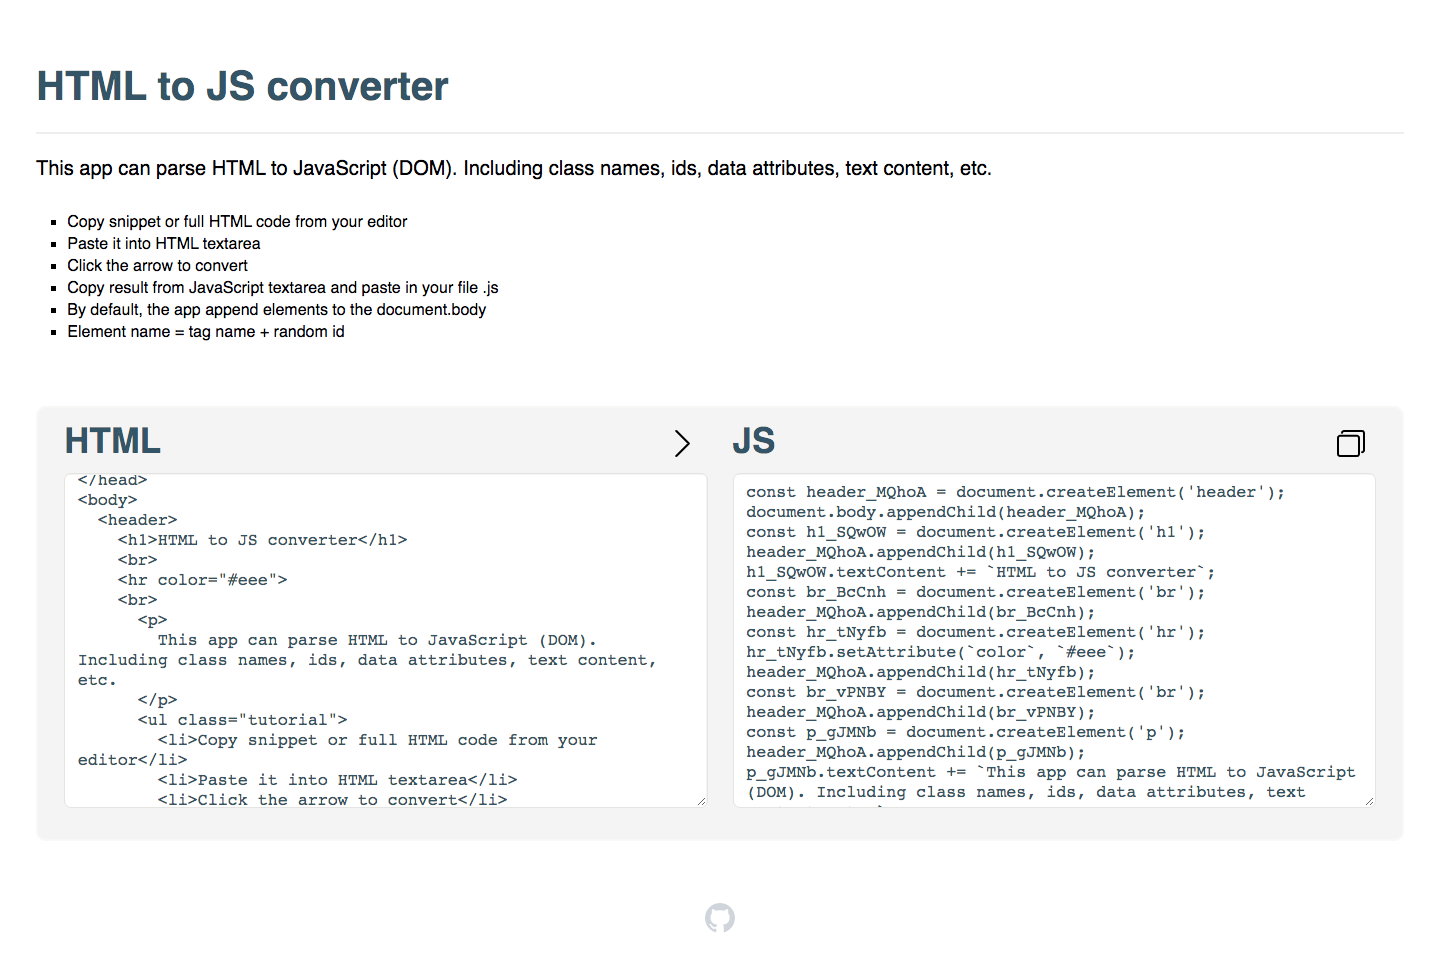 HTML to JS converter
This app can parse HTML to JavaScript (DOM). Including class names, ids, data attributes, text content, etc.
Copy snippet or full HTML code from your editor
Paste it into HTML textarea
Click the arrow to convert
Copy result from JavaScript textarea and paste in your file .js
By default, the app append elements to the document.body
Element name = tag name + random id
HTML
</head>
<body>
<header>
<h1>HTML to JS converter</h1>
<br>
<hr color="#eee">
<br>
<p>
This app can parse HTML to JavaScript (DOM).
Including class names, ids, data attributes, text content,
etc.
</p>
<ul class="tutorial">
<li>Copy snippet or full HTML code from your
editor</li>
<li>Paste it into HTML textarea</li>
<li>Click the arrow to convert</li>
JS
const header_MQhoA = document.createElement('header');
document.body.appendChild(header_MQhoA);
const h1_SQwOW = document.createElement('h1');
header_MQhoA.appendChild(h1_SQwOW);
h1_SQwOW.textContent += `HTML to JS converter`;
const br_BcCnh = document.createElement('br');
header_MQhoA.appendChild(br_BcCnh);
const hr_tNyfb = document.createElement('hr');
hr_tNyfb.setAttribute(`color`, `#eee`);
header_MQhoA.appendChild(hr_tNyfb);
const br_vPNBY = document.createElement('br');
header_MQhoA.appendChild(br_vPNBY);
const p_gJMNb = document.createElement('p');
header_MQhoA.appendChild(p_gJMNb);
p_gJMNb.textContent += `This app can parse HTML to JavaScript
(DOM). Including class names, ids, data attributes, text